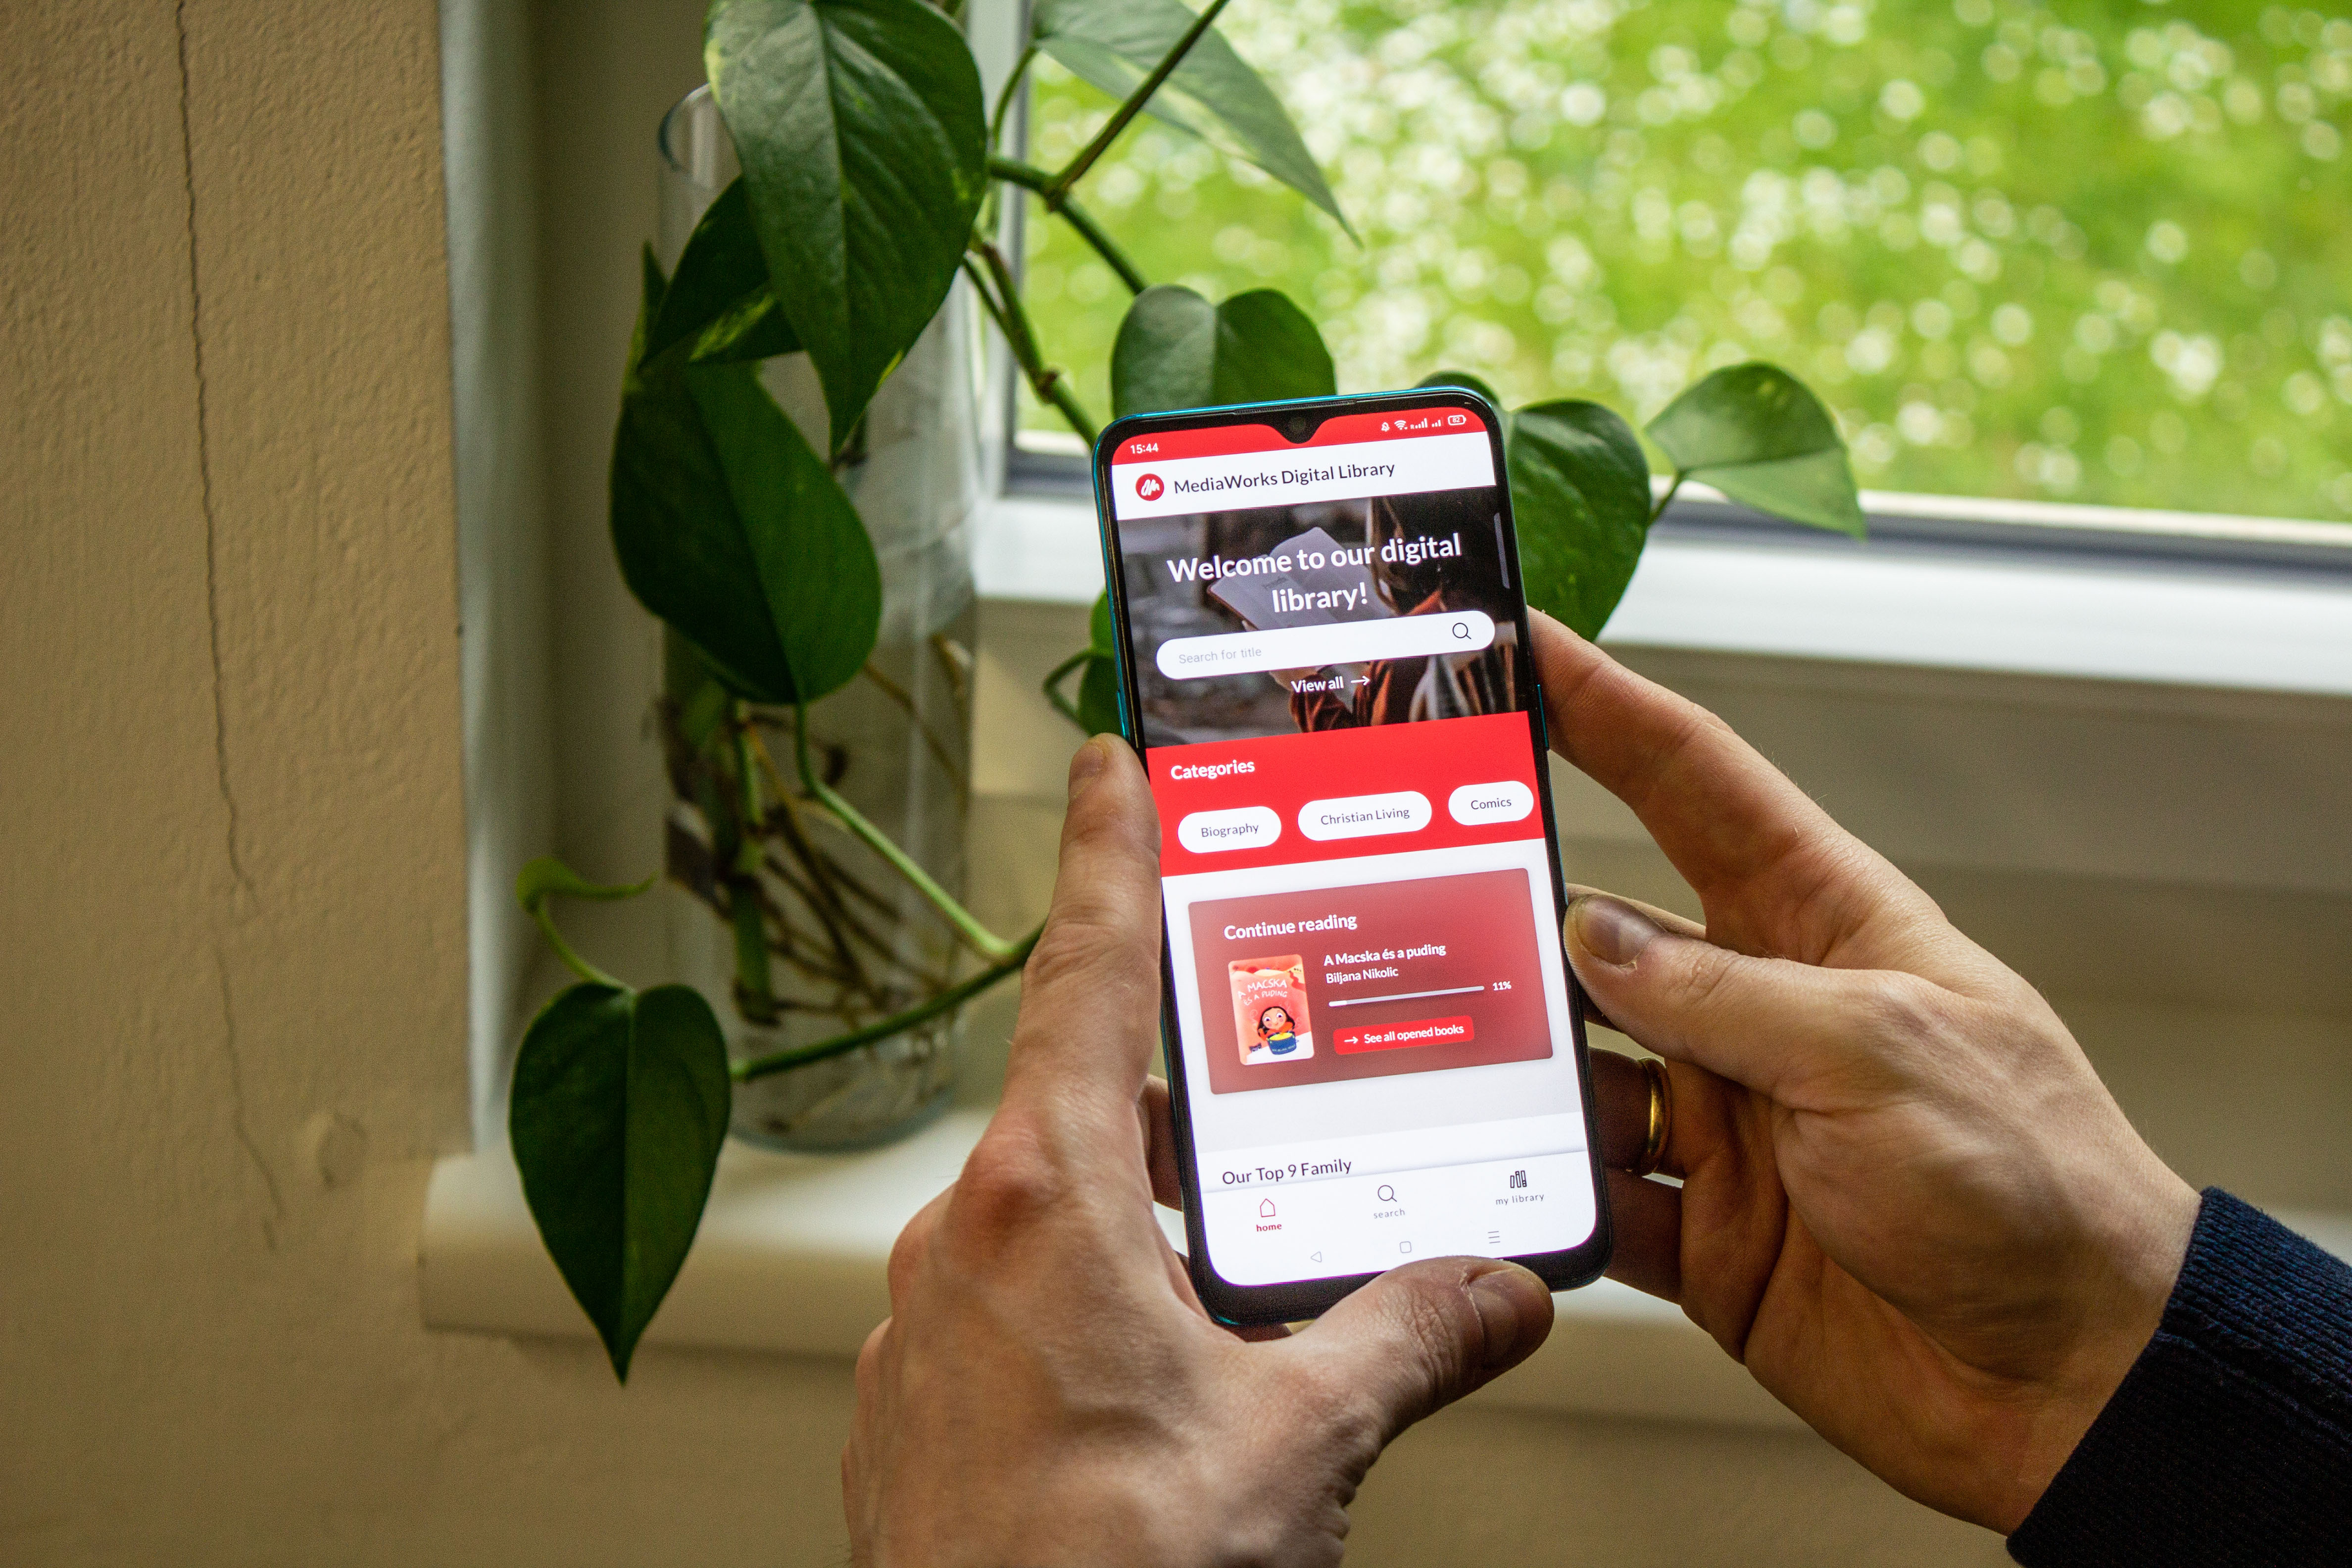 15:44
82
MediaWorks Digital Library
Welcome to our digital
library!
Search for title
View all →
Categories
Biography
Christian Living
Comics
Continue reading
A Macska és a puding
Biljana Nikolic
11%
→ See all opened books
A MACSKA
ÉS A PUDING
Our Top 9 Family
home
search
my library